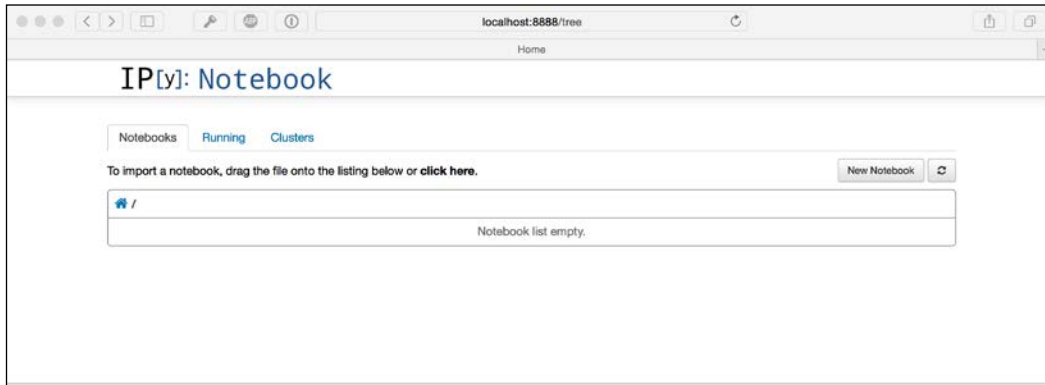 localhost:8888/tree
Home
IP[y]: Notebook
Notebooks Running Clusters
To import a notebook, drag the file onto the listing below or click here. New Notebook
/
Notebook list empty.